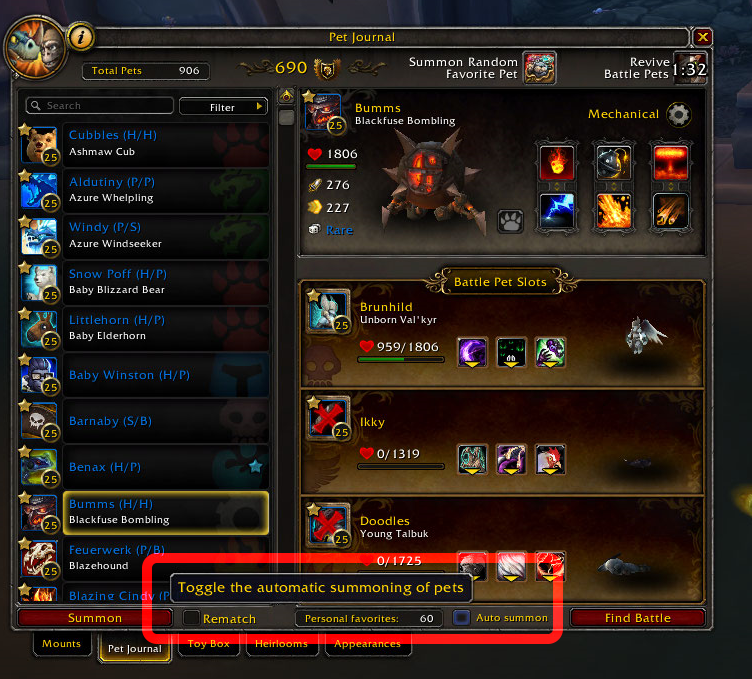 Pet Journal
Total Pets 906
690
Summon Random
Favorite Pet
Revive
Battle Pets
1:32
Search
Filter
Cubbles (H/H)
Ashmaw Cub
25
Aldutiny (P/P)
Azure Whelpling
25
Windy (P/S)
Azure Windseeker
25
Snow Poff (H/P)
Baby Blizzard Bear
25
Littlehorn (H/P)
Baby Elderhorn
25
Baby Winston (H/P)
25
Barnaby (S/B)
25
Benax (H/P)
25
Bumms (H/H)
Blackfuse Bombling
25
Feuerwerk (P/B)
Blazehound
25
Blazing Cindy (P
Bumms
Blackfuse Bombling
25
Mechanical
1806
276
227
Rare
Battle Pet Slots
Brunhild
Unborn Val'kyr
25
959/1806
Ikky
25
0/1319
Doodles
Young Talbuk
25
0/1725
Toggle the automatic summoning of pets
Summon
Rematch
Personal favorites: 60
Auto summon
Find Battle
Mounts
Pet Journal
Toy Box
Heirlooms
Appearances